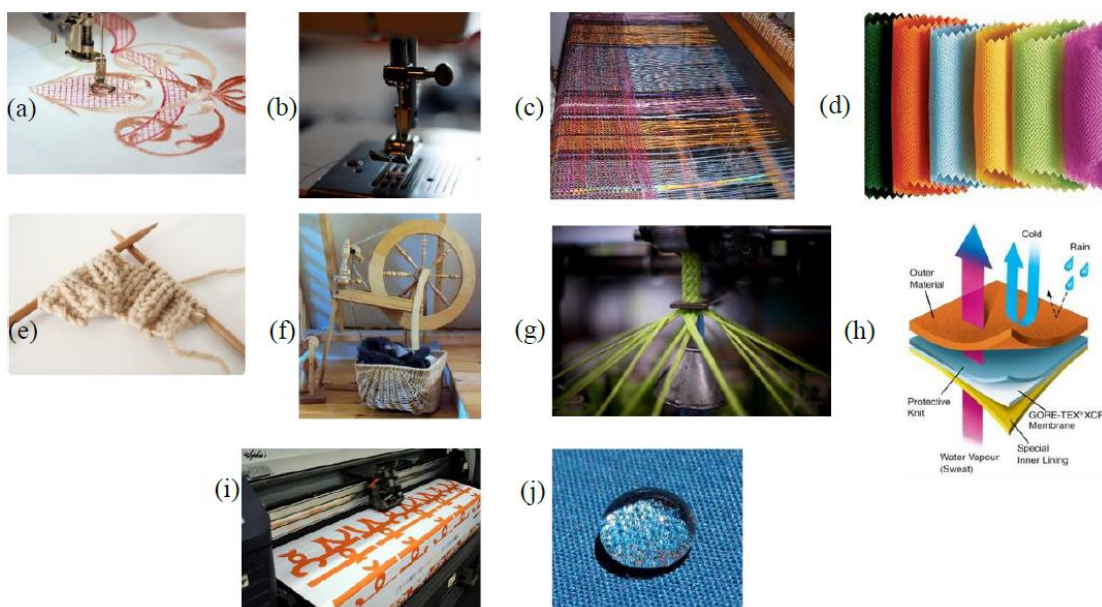 (a)
(b)
(c)
(d)
(e)
(f)
(g)
(h)
Cold
Rain
Outer
Material
Protective
Knit
GORE-TEX® XCR
Membrane
Special
Inner Lining
Water Vapour
(Sweat)
(i)
(j)